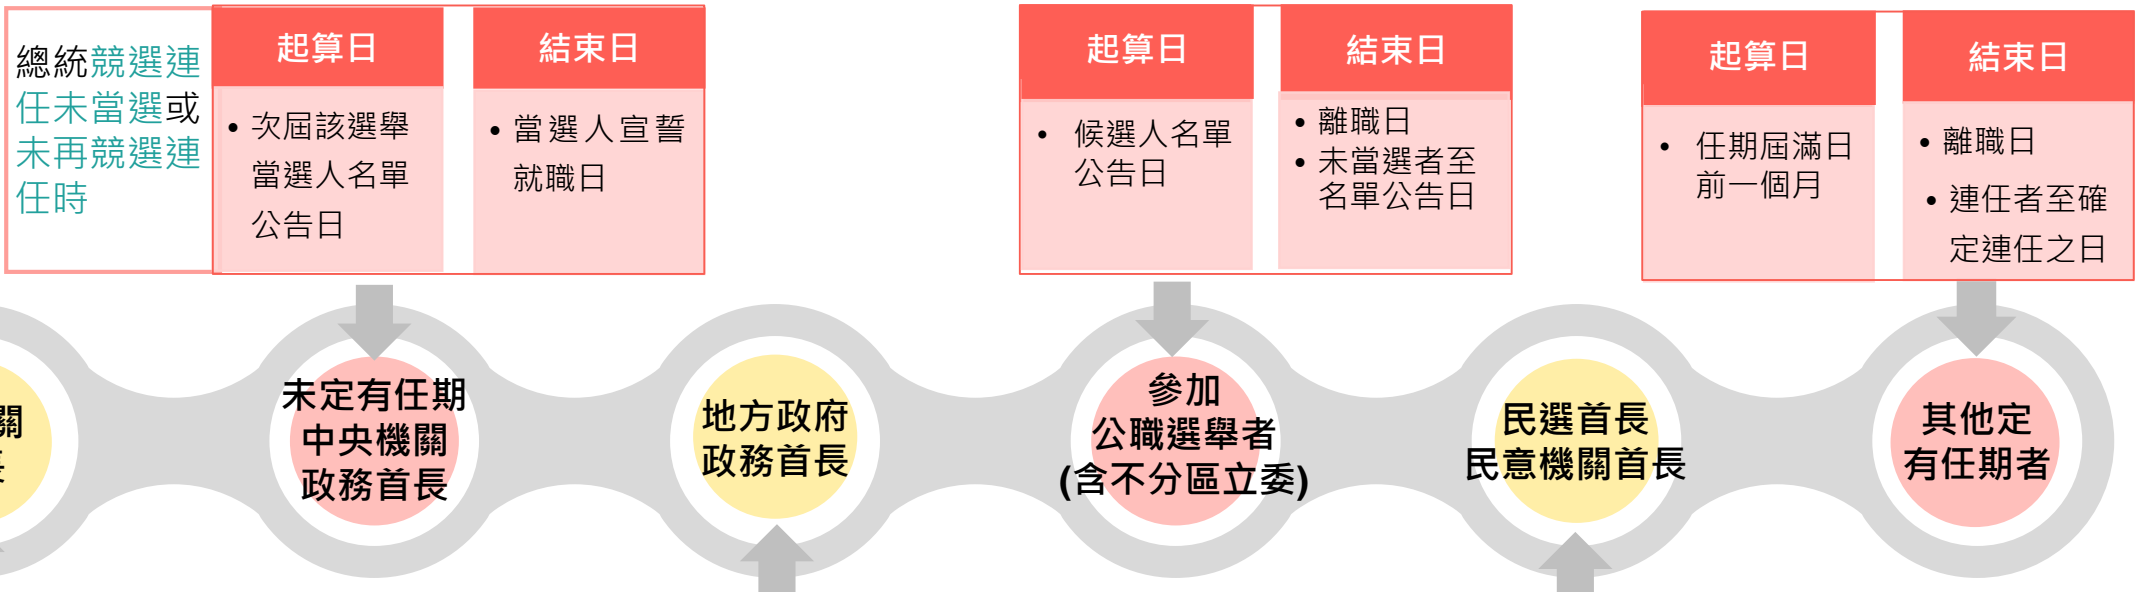 總統競選連
任未當選或
未再競選連
任時
起算日
結束日
• 次屆該選舉
當選人名單
公告日
• 當選人宣誓
就職日
起算日
結束日
• 候選人名單
公告日
• 離職日
• 未當選者至
名單公告日
起算日
結束日
• 任期屆滿日
前一個月
• 離職日
• 連任者至確
定連任之日
關
長
未定有任期
中央機關
政務首長
地方政府
政務首長
參加
公職選舉者
(含不分區立委)
民選首長
民意機關首長
其他定
有任期者